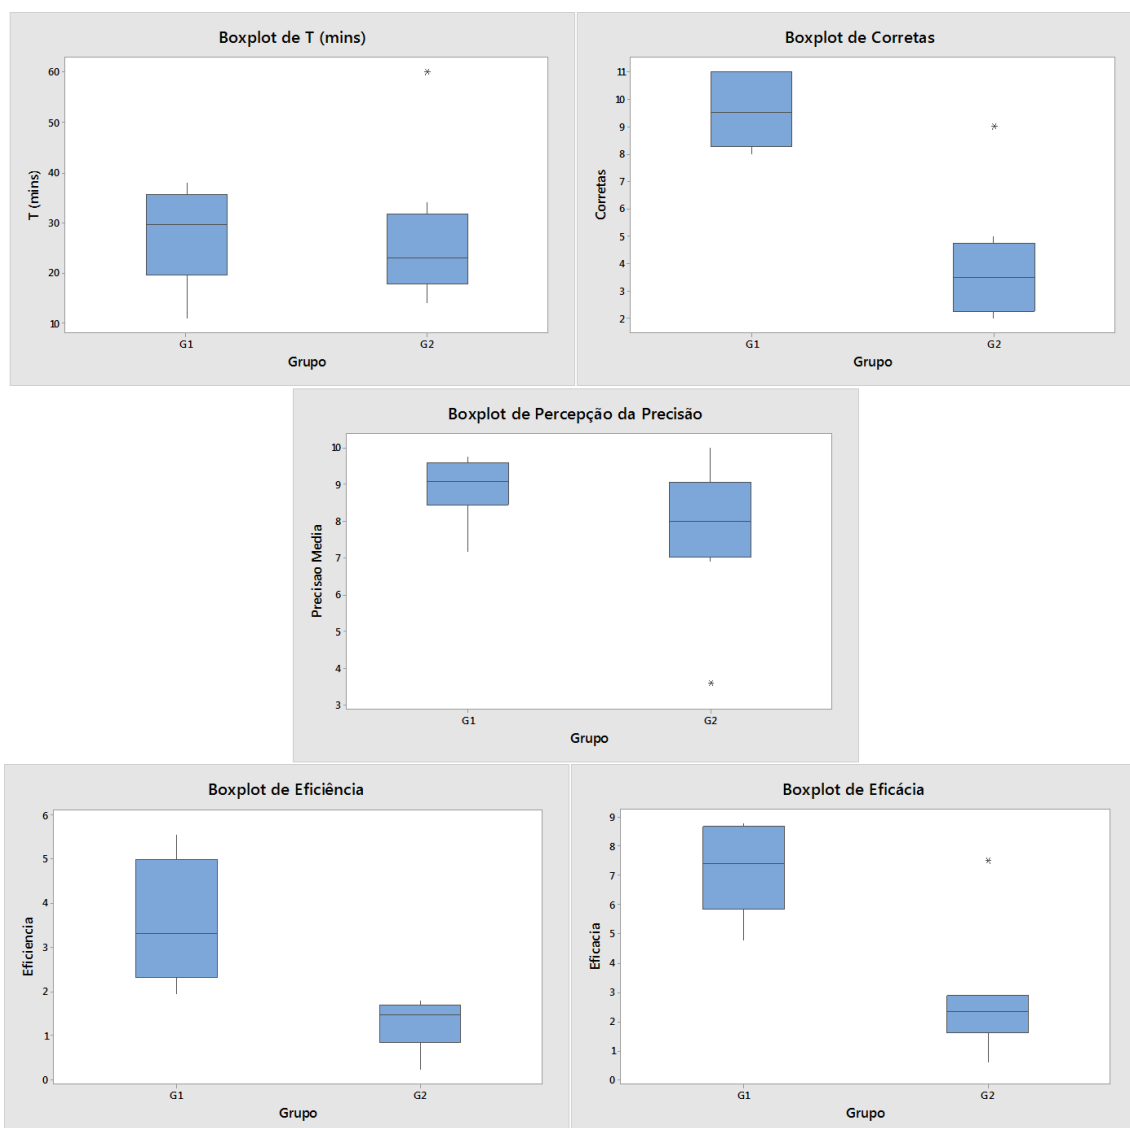 Boxplot de T (mins)
60
50
40
30
20
10
T (mins)
G1
G2
Grupo
Boxplot de Corretas
11
10
9
8
7
6
5
4
3
2
Corretas
G1
G2
Grupo
Boxplot de Percepção da Precisão
10
9
8
7
6
5
4
3
Precisao Media
G1
G2
Grupo
Boxplot de Eficiência
6
5
4
3
2
1
0
Eficiencia
G1
G2
Grupo
Boxplot de Eficácia
9
8
7
6
5
4
3
2
1
0
Eficacia
G1
G2
Grupo